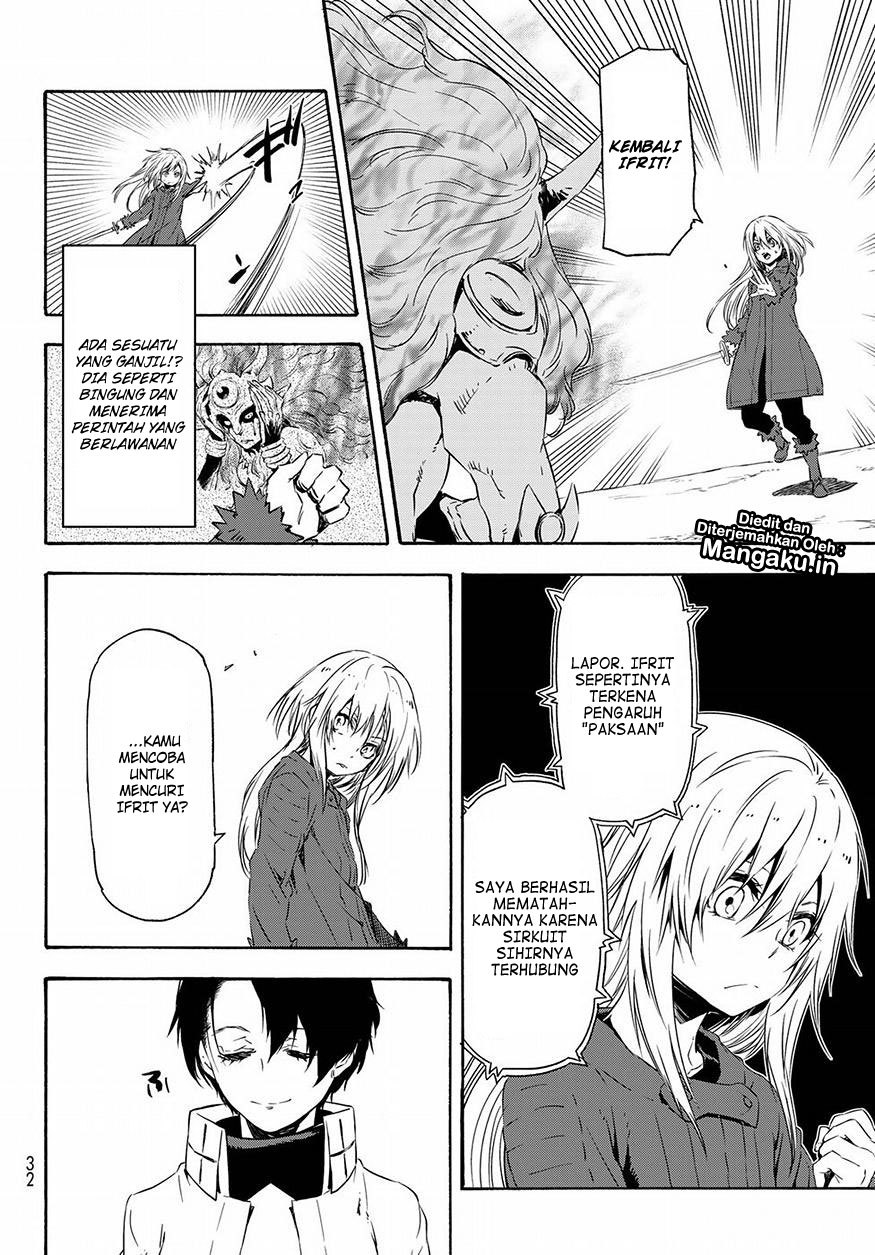 KEMBALI
IFRIT!
ADA SESUATU
YANG GANJIL!?
DIA SEPERTI
BINGUNG DAN
MENERIMA
PERINTAH YANG
BERLAWANAN
Diedit dan
Diterjemahkan Oleh :
Mangaku.in
LAPOR. IFRIT
SEPERTINYA
TERKENA
PENGARUH
"PAKSAAN"
SAYA BERHASIL
MEMATAH-
KANNYA KARENA
SIRKUIT
SIHIRNYA
TERHUBUNG
...KAMU
MENCOBA
UNTUK
MENCURI
IFRIT YA?
ふ
32